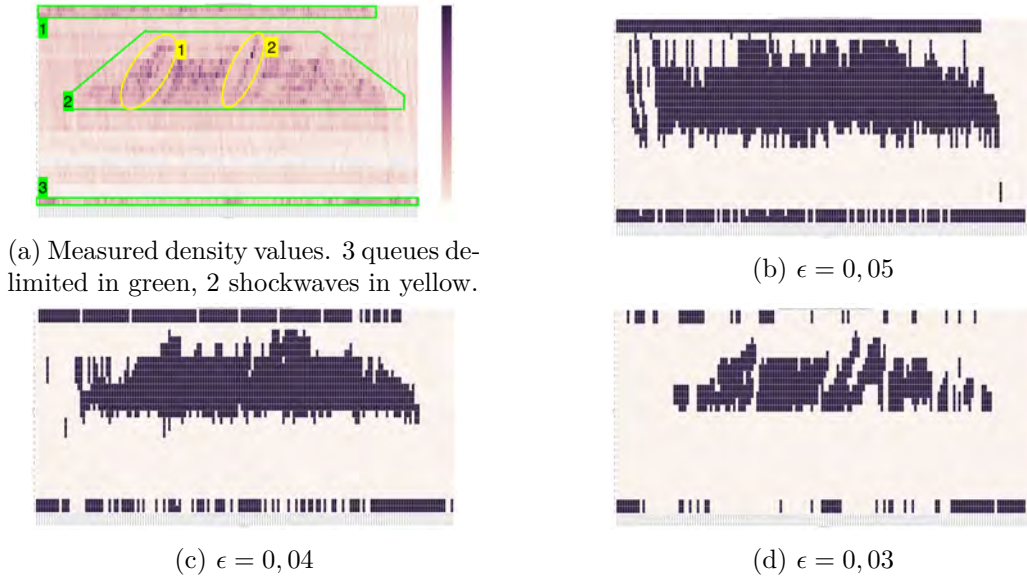 1
1
2
2
3
(a) Measured density values. 3 queues de-
limited in green, 2 shockwaves in yellow.
(b) ϵ = 0, 05
(c) ϵ = 0, 04
(d) ϵ = 0, 03